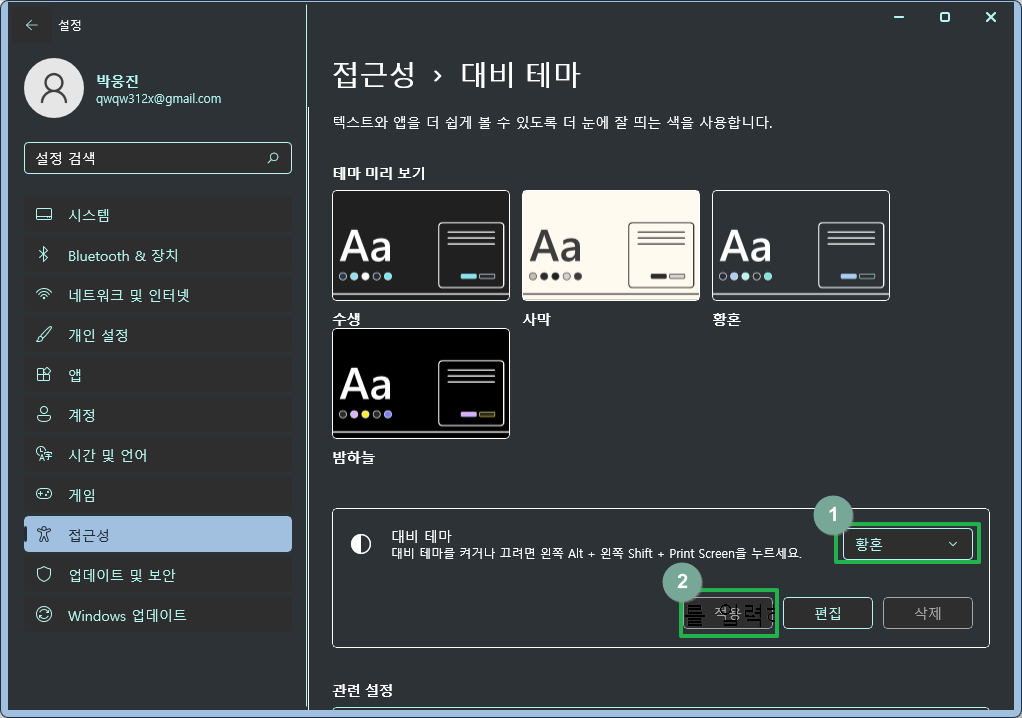 설정
박웅진
qwqw312x@gmail.com
설정 검색
시스템
Bluetooth & 장치
네트워크 및 인터넷
개인 설정
앱
계정
시간 및 언어
게임
접근성
업데이트 및 보안
Windows 업데이트
접근성 › 대비 테마
텍스트와 앱을 더 쉽게 볼 수 있도록 더 눈에 잘 띄는 색을 사용합니다.
테마 미리 보기
Aa
Aa
Aa
수생
사막
황혼
Aa
밤하늘
1
대비 테마
대비 테마를 켜거나 끄려면 왼쪽 Alt + 왼쪽 Shift + Print Screen을 누르세요.
황혼
2
적용
를 입력
편집
삭제
관련 설정